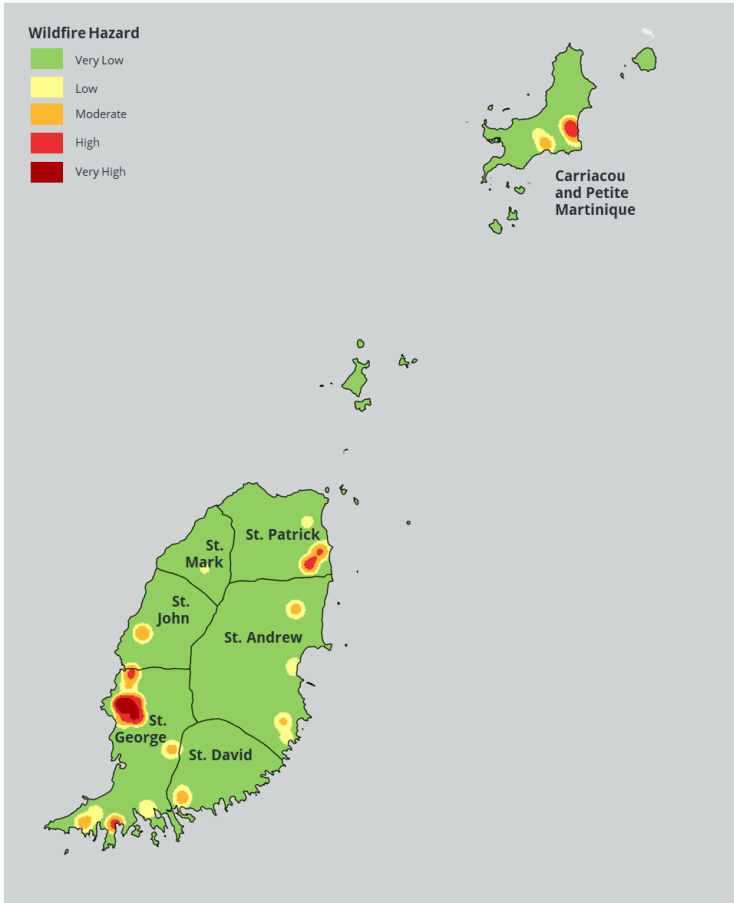 Wildfire Hazard
Very Low
Low
Moderate
High
Very High
Carriacou
and Petite
Martinique
St. Patrick
St.
Mark
St.
John
St. Andrew
St.
George
St. David